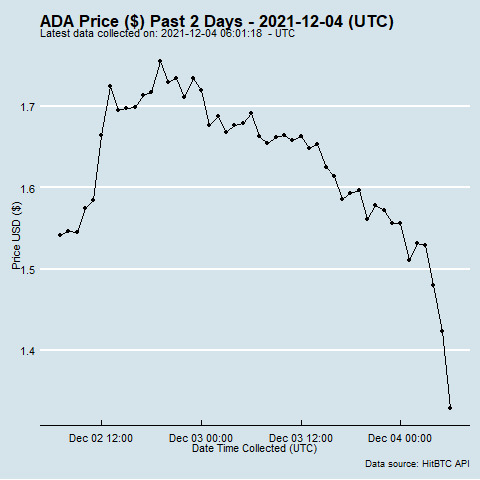 ADA Price ($) Past 2 Days - 2021-12-04 (UTC)
Latest data collected on: 2021-12-04 06:01:18 - UTC
1.7
1.6
1.5
1.4
Price USD ($)
Dec 02 12:00 Dec 03 00:00 Dec 03 12:00 Dec 04 00:00
Date Time Collected (UTC)
Data source: HitBTC API